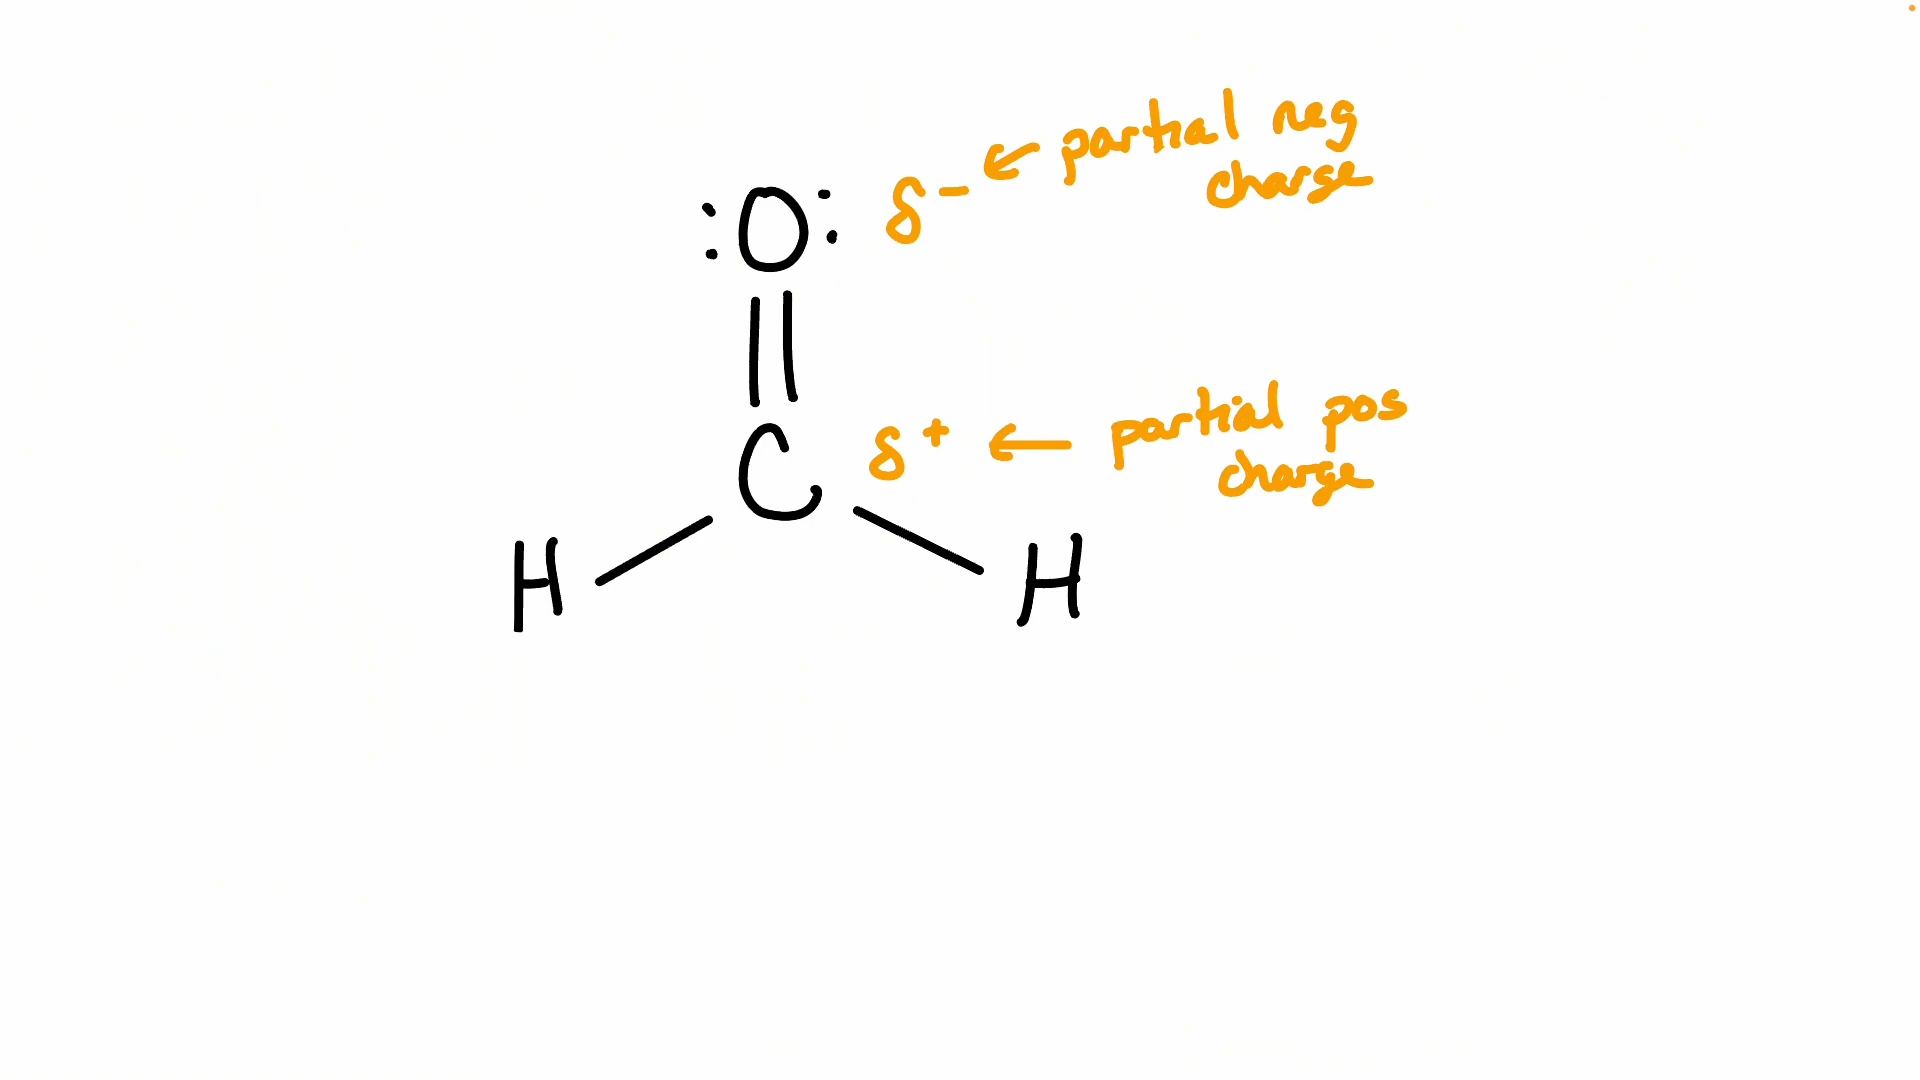 δ- ← partial neg
charge
:O:
C δ+ ← partial pos
charge
H H